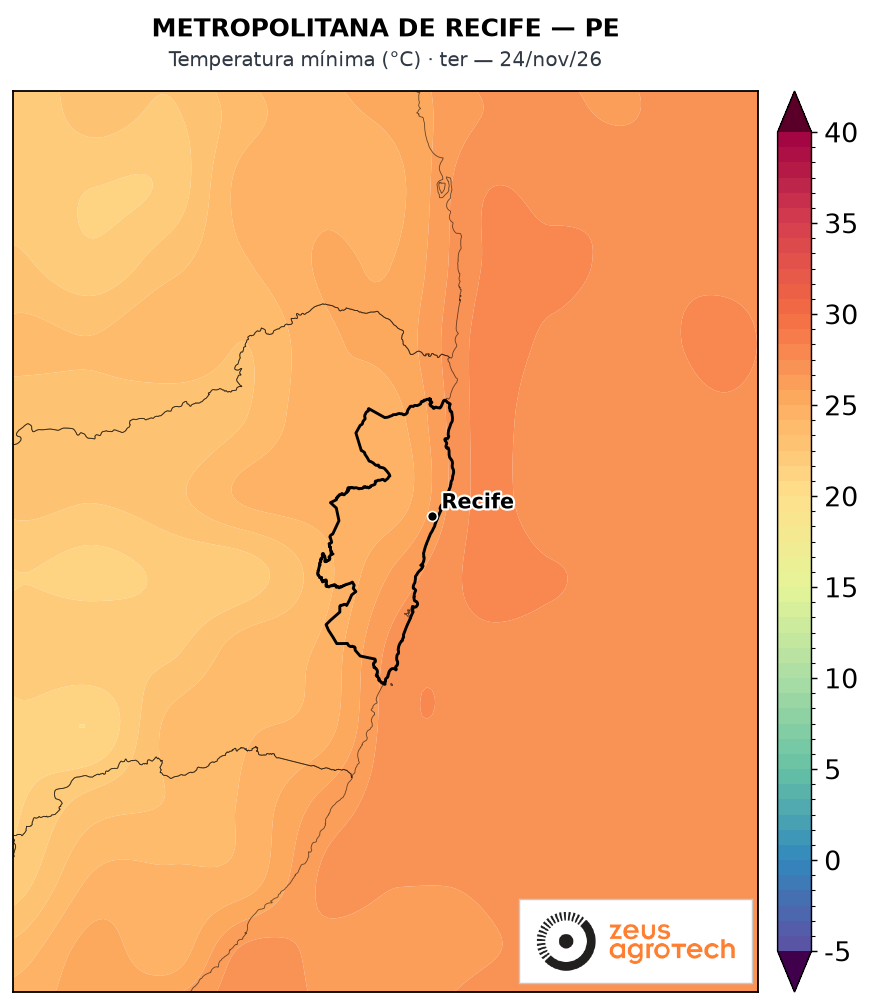 METROPOLITANA DE RECIFE — PE
Temperatura mínima (°C) · ter — 24/nov/26
40
35
30
25
20
15
10
5
0
-5
Recife
zeus
agrotech